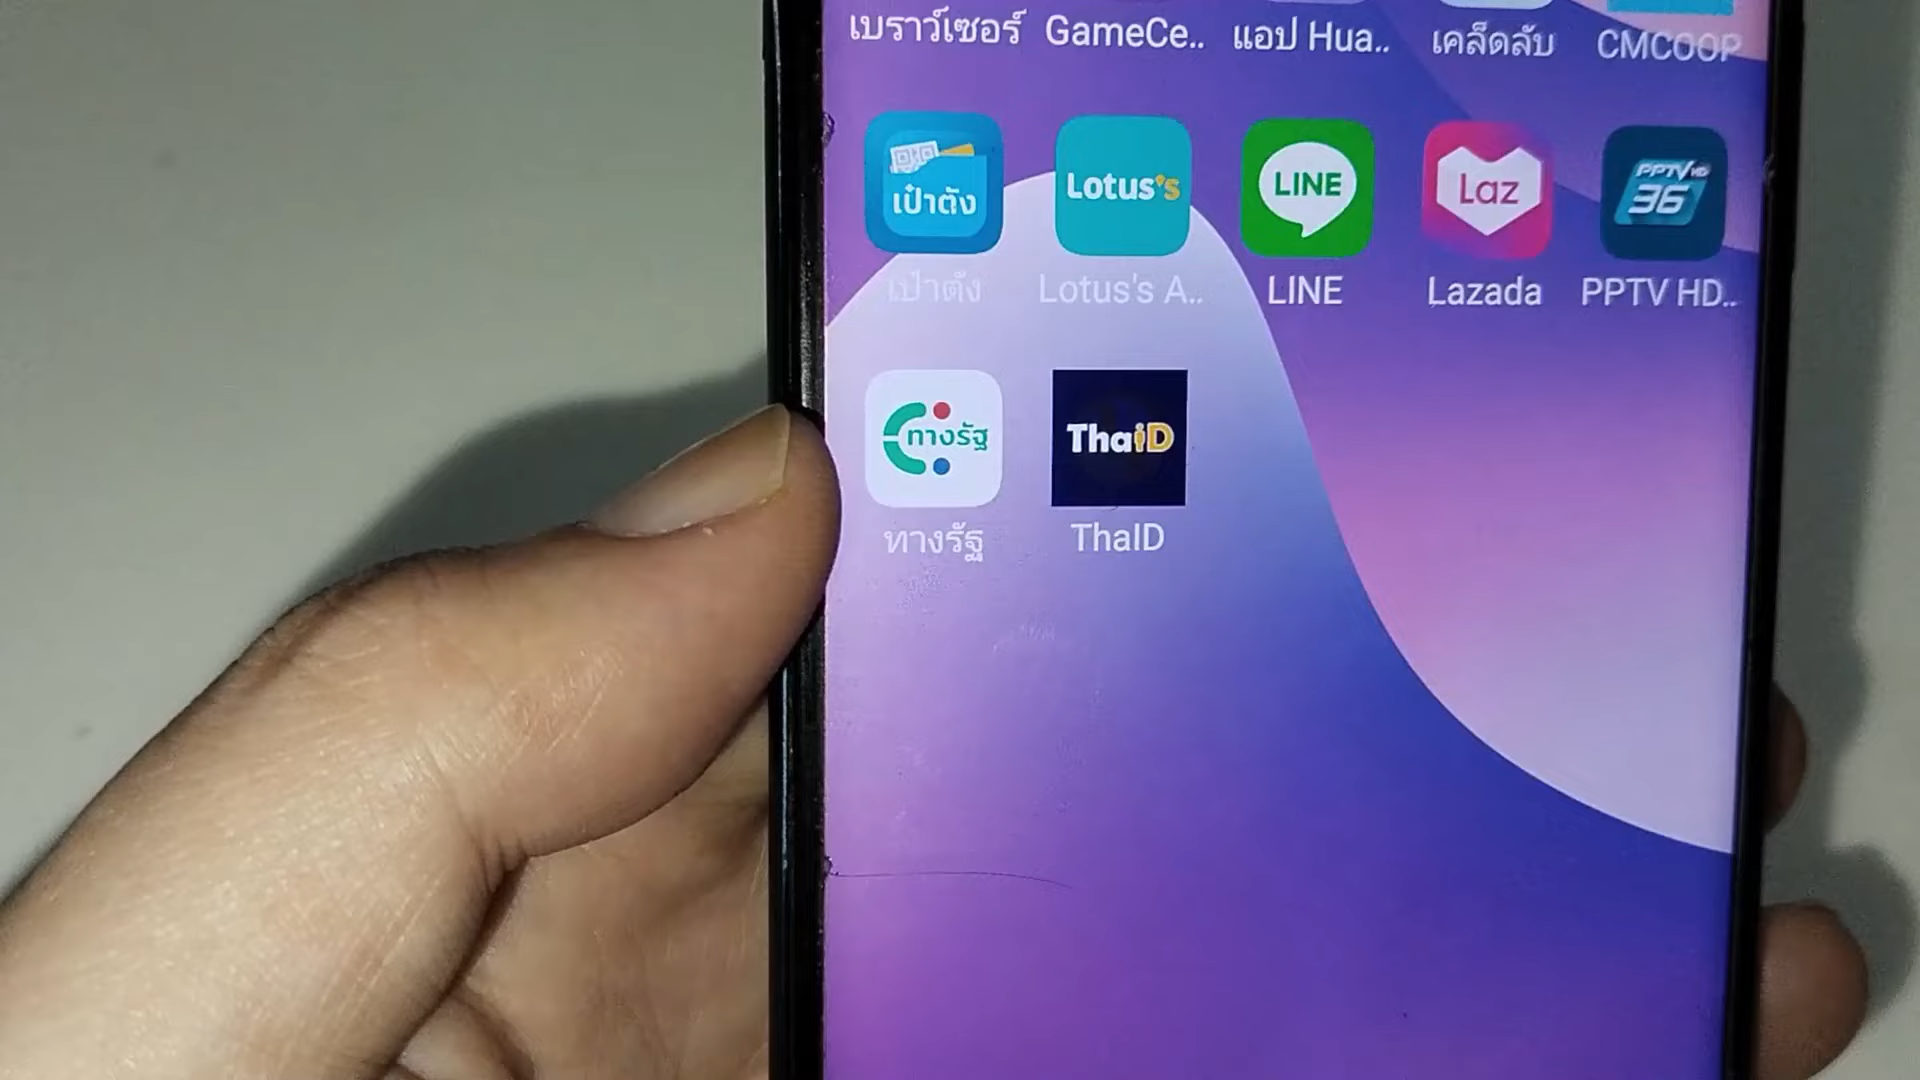 เบราว์เซอร์ GameCe.. แอป Hua.. เคล็ดลับ CMCOOP
เป๋าตัง Lotus's LINE Laz PPTV HD 36
เป๋าตัง Lotus's A.. LINE Lazada PPTV HD..
ทางรัฐ ThaiD
ทางรัฐ ThaID